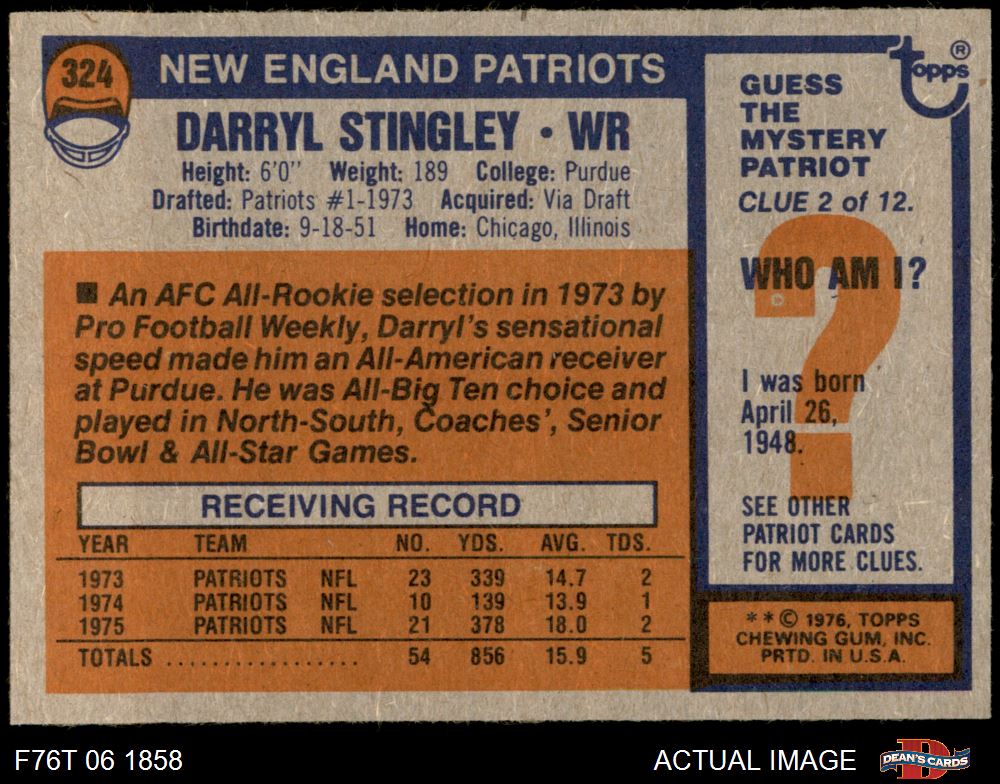 324
NEW ENGLAND PATRIOTS
DARRYL STINGLEY • WR
Height: 6'0" Weight: 189 College: Purdue
Drafted: Patriots #1-1973 Acquired: Via Draft
Birthdate: 9-18-51 Home: Chicago, Illinois
■ An AFC All-Rookie selection in 1973 by
Pro Football Weekly, Darryl's sensational
speed made him an All-American receiver
at Purdue. He was All-Big Ten choice and
played in North-South, Coaches', Senior
Bowl & All-Star Games.
RECEIVING RECORD
YEAR TEAM NO. YDS. AVG. TDS.
1973 PATRIOTS NFL 23 339 14.7 2
1974 PATRIOTS NFL 10 139 13.9 1
1975 PATRIOTS NFL 21 378 18.0 2
TOTALS .................. 54 856 15.9 5
Topps ®
GUESS
THE
MYSTERY
PATRIOT
CLUE 2 of 12.
?
WHO AM I?
I was born
April 26,
1948.
SEE OTHER
PATRIOT CARDS
FOR MORE CLUES.
* * © 1976, TOPPS
CHEWING GUM, INC.
PRTD. IN U.S.A.
F76T 06 1858
ACTUAL IMAGE
D
DEAN'S CARDS